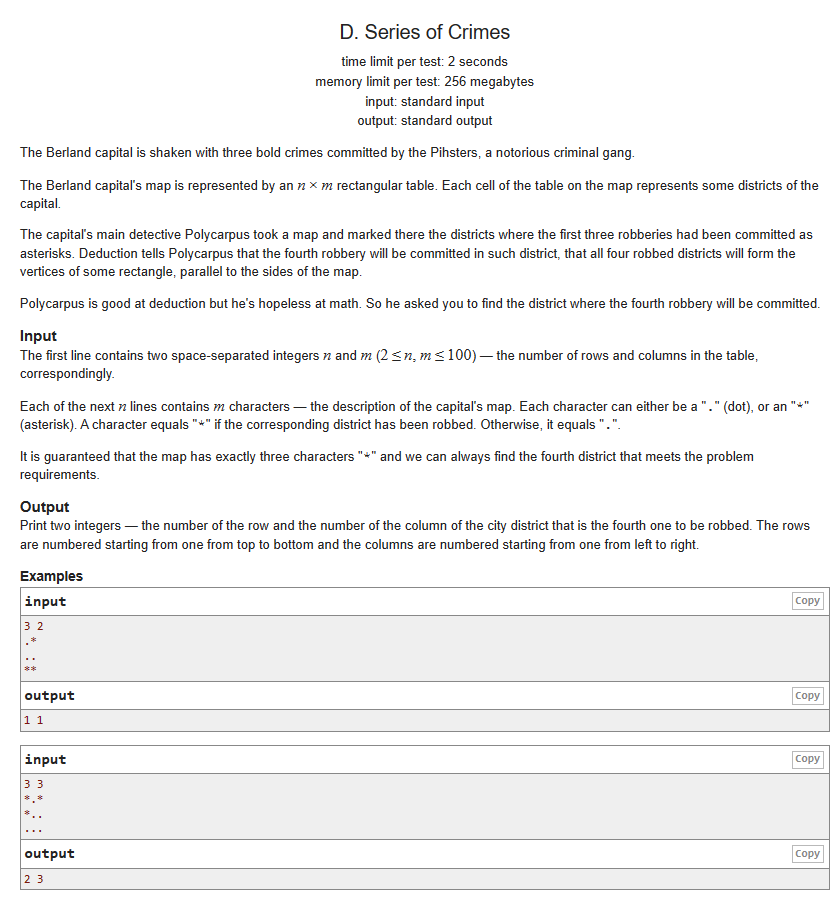 D. Series of Crimes
time limit per test: 2 seconds
memory limit per test: 256 megabytes
input: standard input
output: standard output
The Berland capital is shaken with three bold crimes committed by the Pihsters, a notorious criminal gang.
The Berland capital's map is represented by an n × m rectangular table. Each cell of the table on the map represents some districts of the
capital.
The capital's main detective Polycarpus took a map and marked there the districts where the first three robberies had been committed as
asterisks. Deduction tells Polycarpus that the fourth robbery will be committed in such district, that all four robbed districts will form the
vertices of some rectangle, parallel to the sides of the map.
Polycarpus is good at deduction but he's hopeless at math. So he asked you to find the district where the fourth robbery will be committed.
Input
The first line contains two space-separated integers n and m (2 ≤ n, m ≤ 100) — the number of rows and columns in the table,
correspondingly.
Each of the next n lines contains m characters — the description of the capital's map. Each character can either be a "." (dot), or an "*"
(asterisk). A character equals "*" if the corresponding district has been robbed. Otherwise, it equals ".".
It is guaranteed that the map has exactly three characters "*" and we can always find the fourth district that meets the problem
requirements.
Output
Print two integers — the number of the row and the number of the column of the city district that is the fourth one to be robbed. The rows
are numbered starting from one from top to bottom and the columns are numbered starting from one from left to right.
Examples
input Copy
3 2
.*
..
**
output Copy
1 1
input Copy
3 3
*.*
*..
...
output Copy
2 3